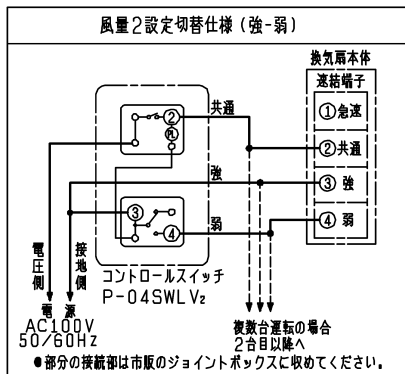 風量2設定切替仕様(強-弱)
換気扇本体
速結端子
①急速
②共通
③強
④弱
共通
強
弱
②
PL
③
④
電圧側
接地側
電源
AC100V
50/60Hz
コントロールスイッチ
P-04SWLV2
複数台運転の場合
2台目以降へ
●部分の接続部は市販のジョイントボックスに収めてください。